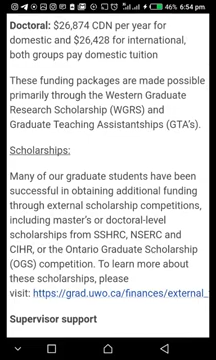 46% 6:54 pm
Doctoral: $26,874 CDN per year for
domestic and $26,428 for international,
both groups pay domestic tuition
These funding packages are made possible
primarily through the Western Graduate
Research Scholarship (WGRS) and
Graduate Teaching Assistantships (GTA's).
Scholarships:
Many of our graduate students have been
successful in obtaining additional funding
through external scholarship competitions,
including master's or doctoral-level
scholarships from SSHRC, NSERC and
CIHR, or the Ontario Graduate Scholarship
(OGS) competition. To learn more about
these scholarships, please
visit: https://grad.uwo.ca/finances/external_
Supervisor support